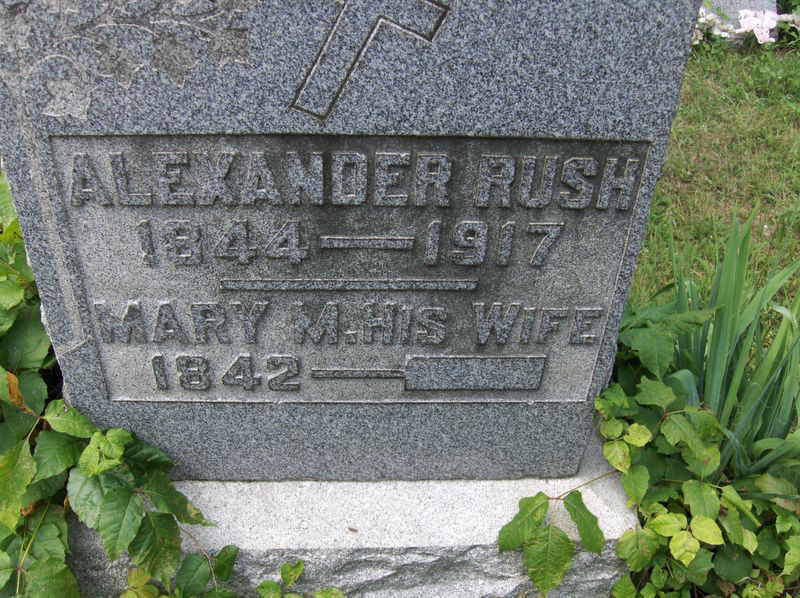 ALEXANDER RUSH
1844—1917
MARY M. HIS WIFE
1842—